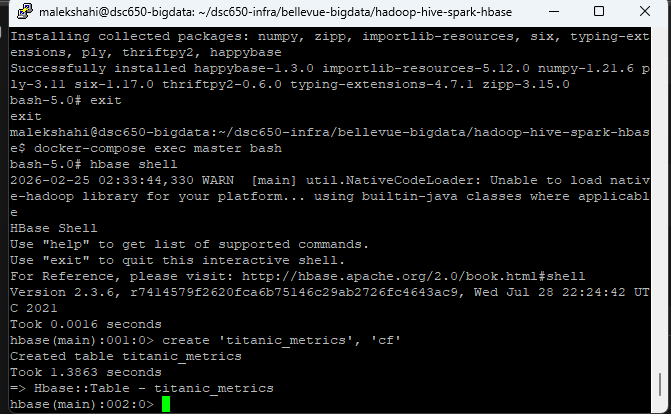 malekshahi@dsc650-bigdata: ~/dsc650-infra/bellevue-bigdata/hadoop-hive-spark-hbase
Installing collected packages: numpy, zipp, importlib-resources, six, typing-ext
ensions, ply, thriftpy2, happybase
Successfully installed happybase-1.3.0 importlib-resources-5.12.0 numpy-1.21.6 p
ly-3.11 six-1.17.0 thriftpy2-0.6.0 typing-extensions-4.7.1 zipp-3.15.0
bash-5.0# exit
exit
malekshahi@dsc650-bigdata:~/dsc650-infra/bellevue-bigdata/hadoop-hive-spark-hbas
e$ docker-compose exec master bash
bash-5.0# hbase shell
2026-02-25 02:33:44,330 WARN  [main] util.NativeCodeLoader: Unable to load nativ
e-hadoop library for your platform... using builtin-java classes where applicabl
e
HBase Shell
Use "help" to get list of supported commands.
Use "exit" to quit this interactive shell.
For Reference, please visit: http://hbase.apache.org/2.0/book.html#shell
Version 2.3.6, r7414579f2620fca6b75146c29ab2726fc4643ac9, Wed Jul 28 22:24:42 UT
C 2021
Took 0.0016 seconds
hbase(main):001:0> create 'titanic_metrics', 'cf'
Created table titanic_metrics
Took 1.3863 seconds
=> Hbase::Table - titanic_metrics
hbase(main):002:0>